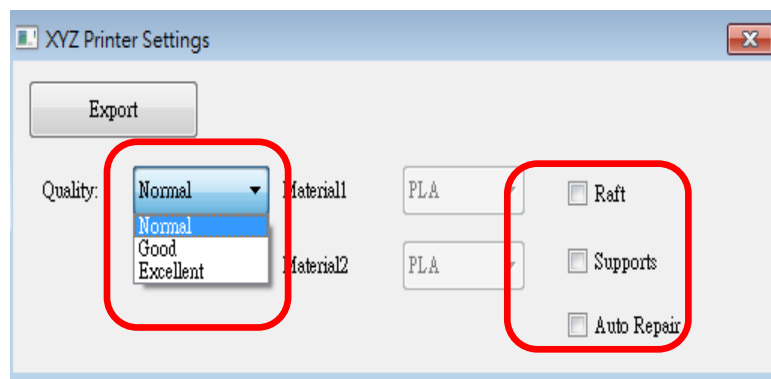 XYZ Printer Settings
Export
Quality:
Normal
Material1
PLA
Raft
Normal
Good
Excellent
Material2
PLA
Supports
Auto Repair